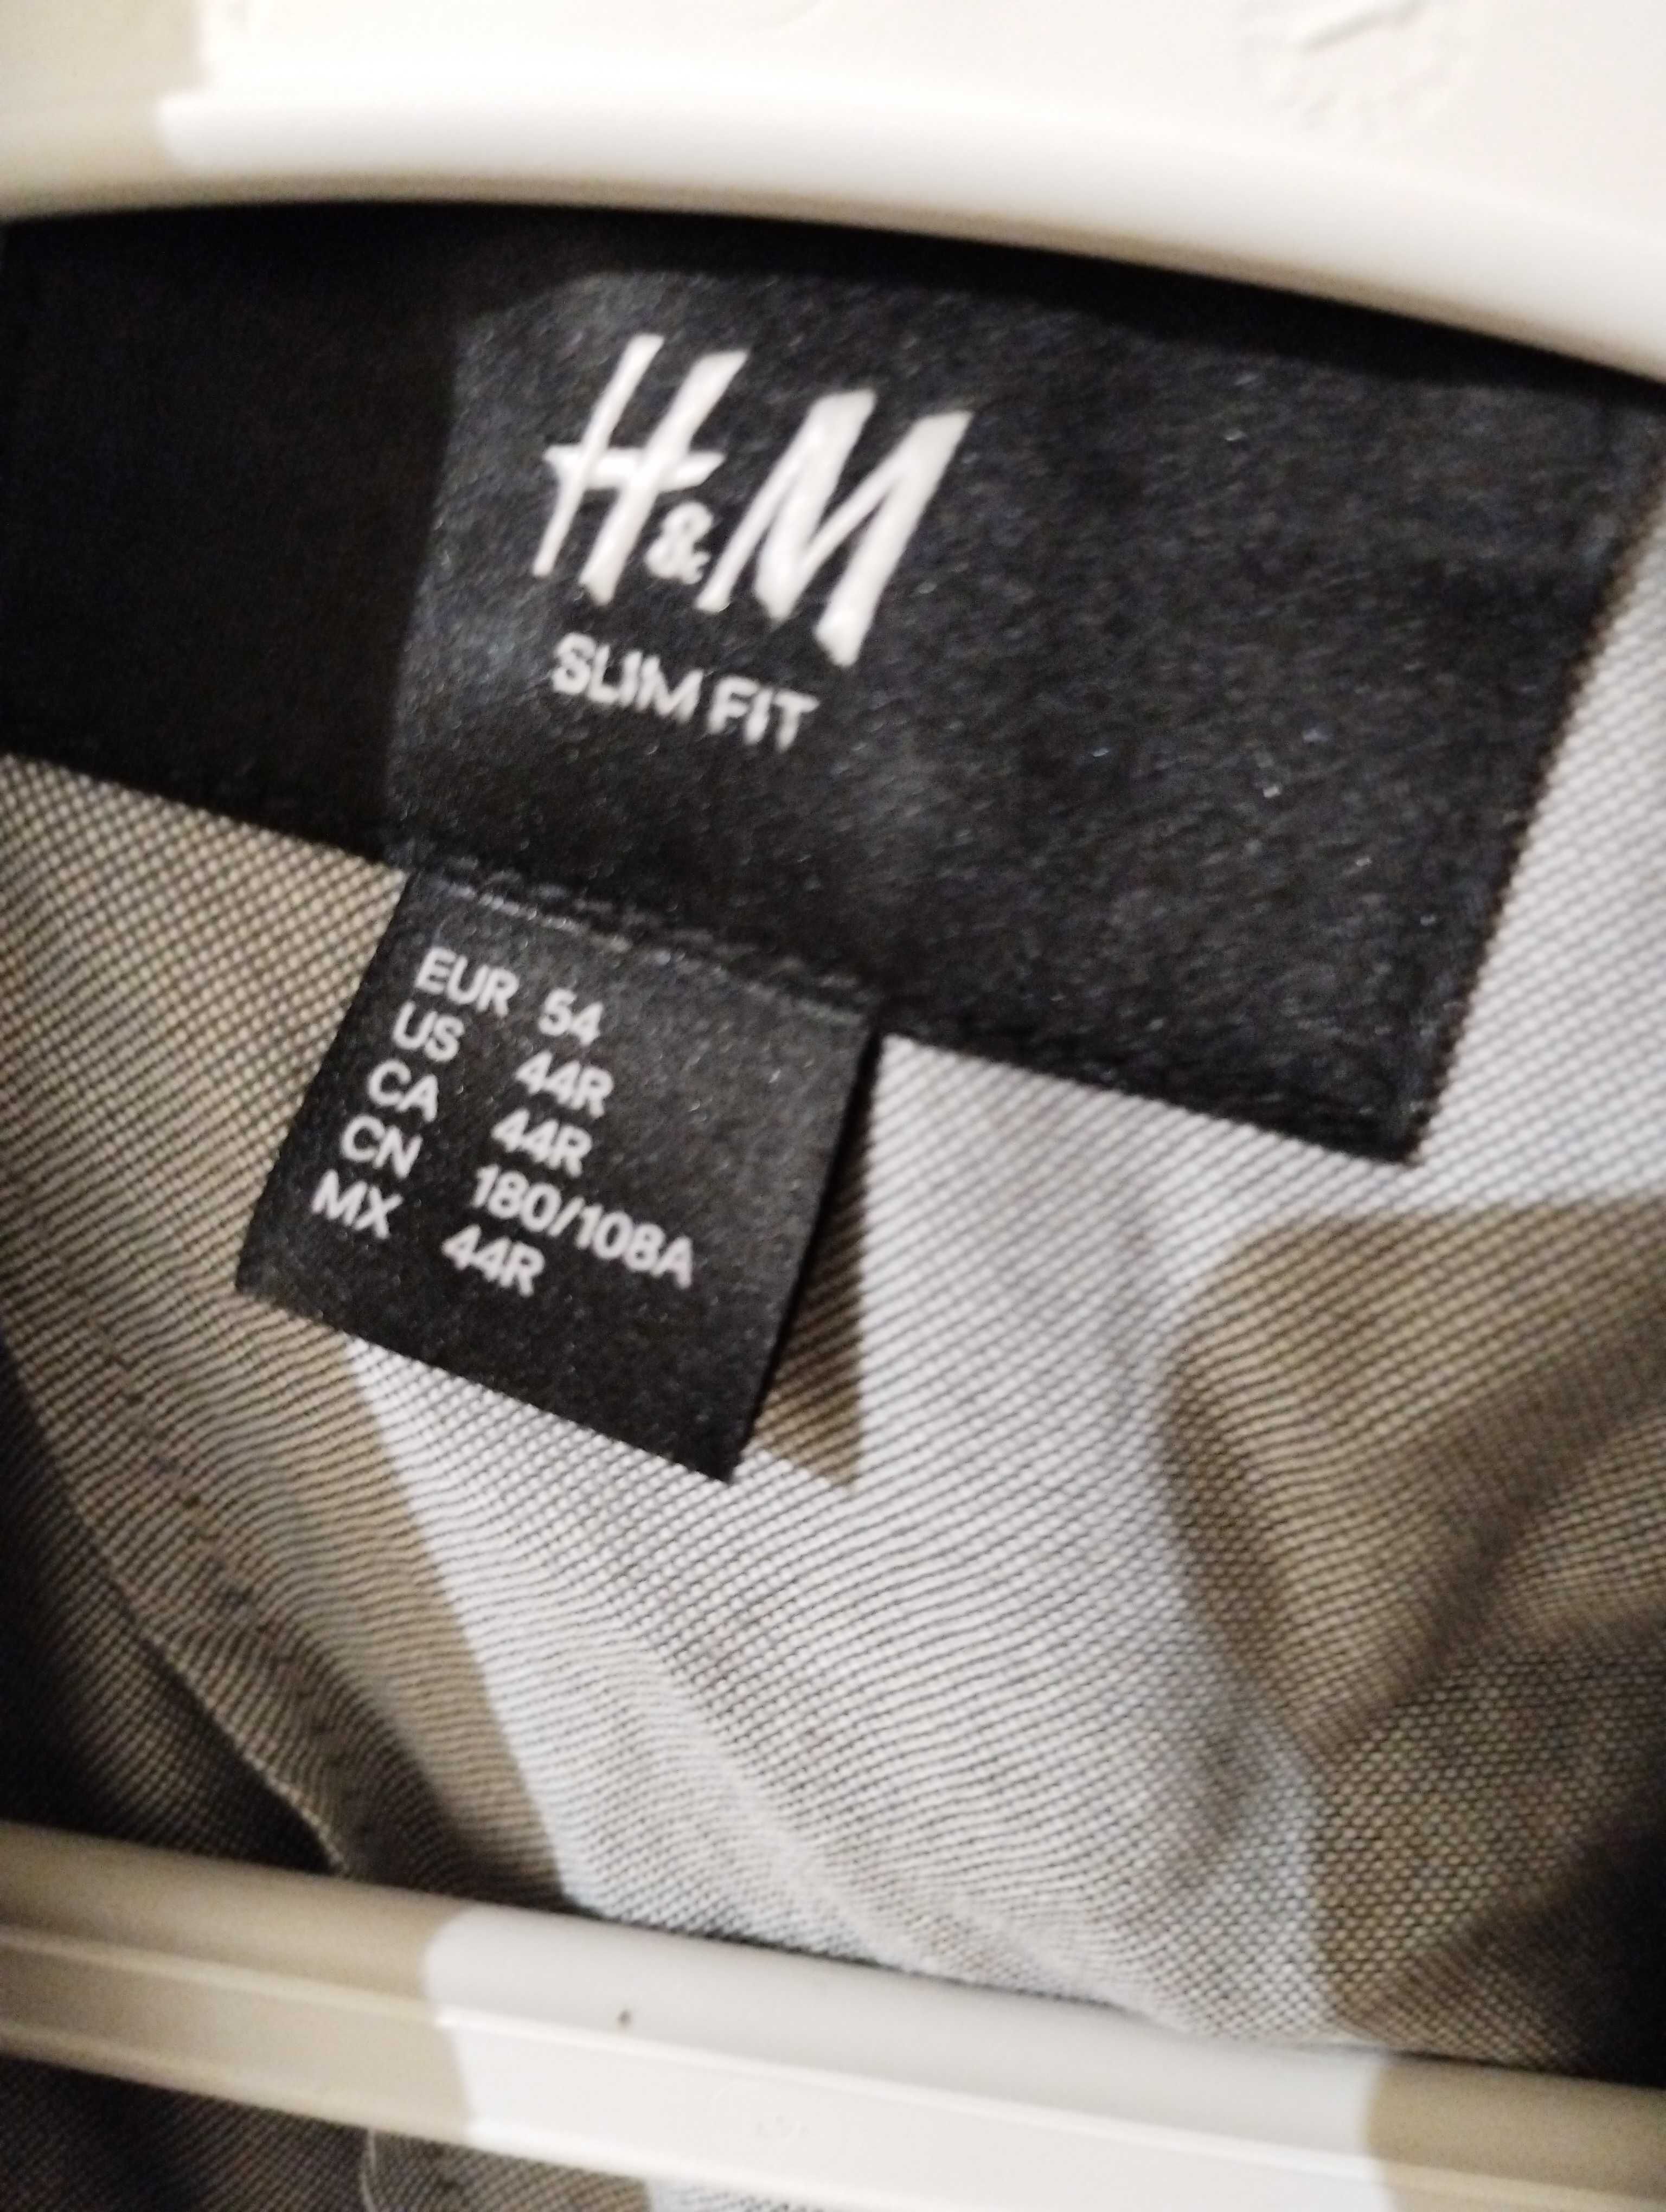 H&M
SLIM FIT
EUR 54
US 44R
CA 44R
CN 180/108A
MX 44R